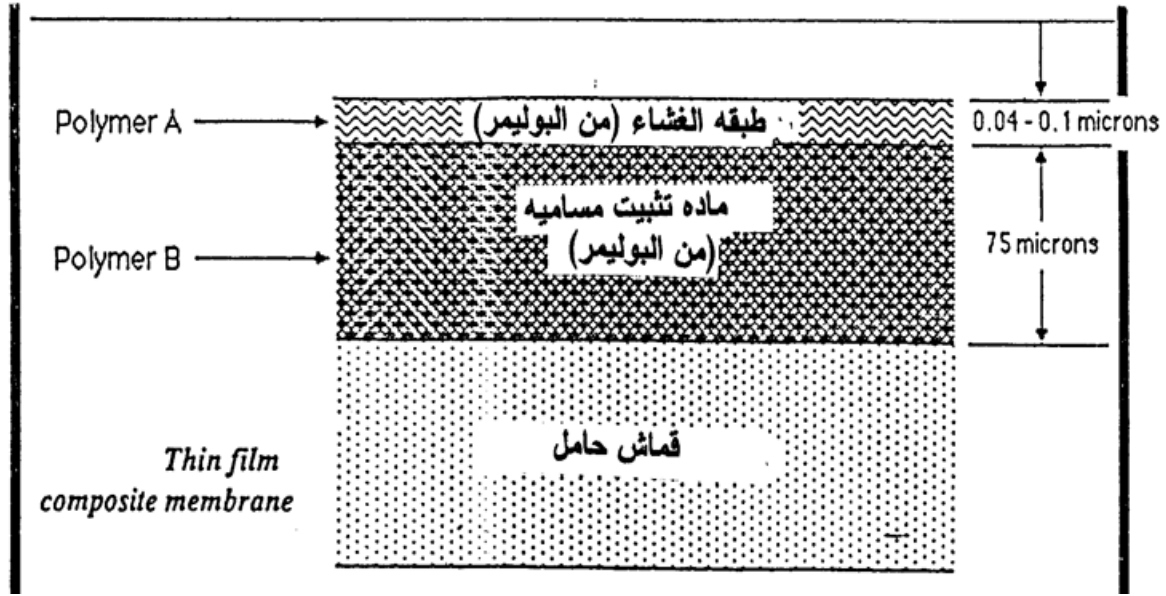 Polymer A
طبقه الغشاء (من البوليمر)
0.04 - 0.1 microns
ماده تثبيت مساميه
(من البوليمر)
Polymer B
75 microns
قماش حامل
Thin film
composite membrane